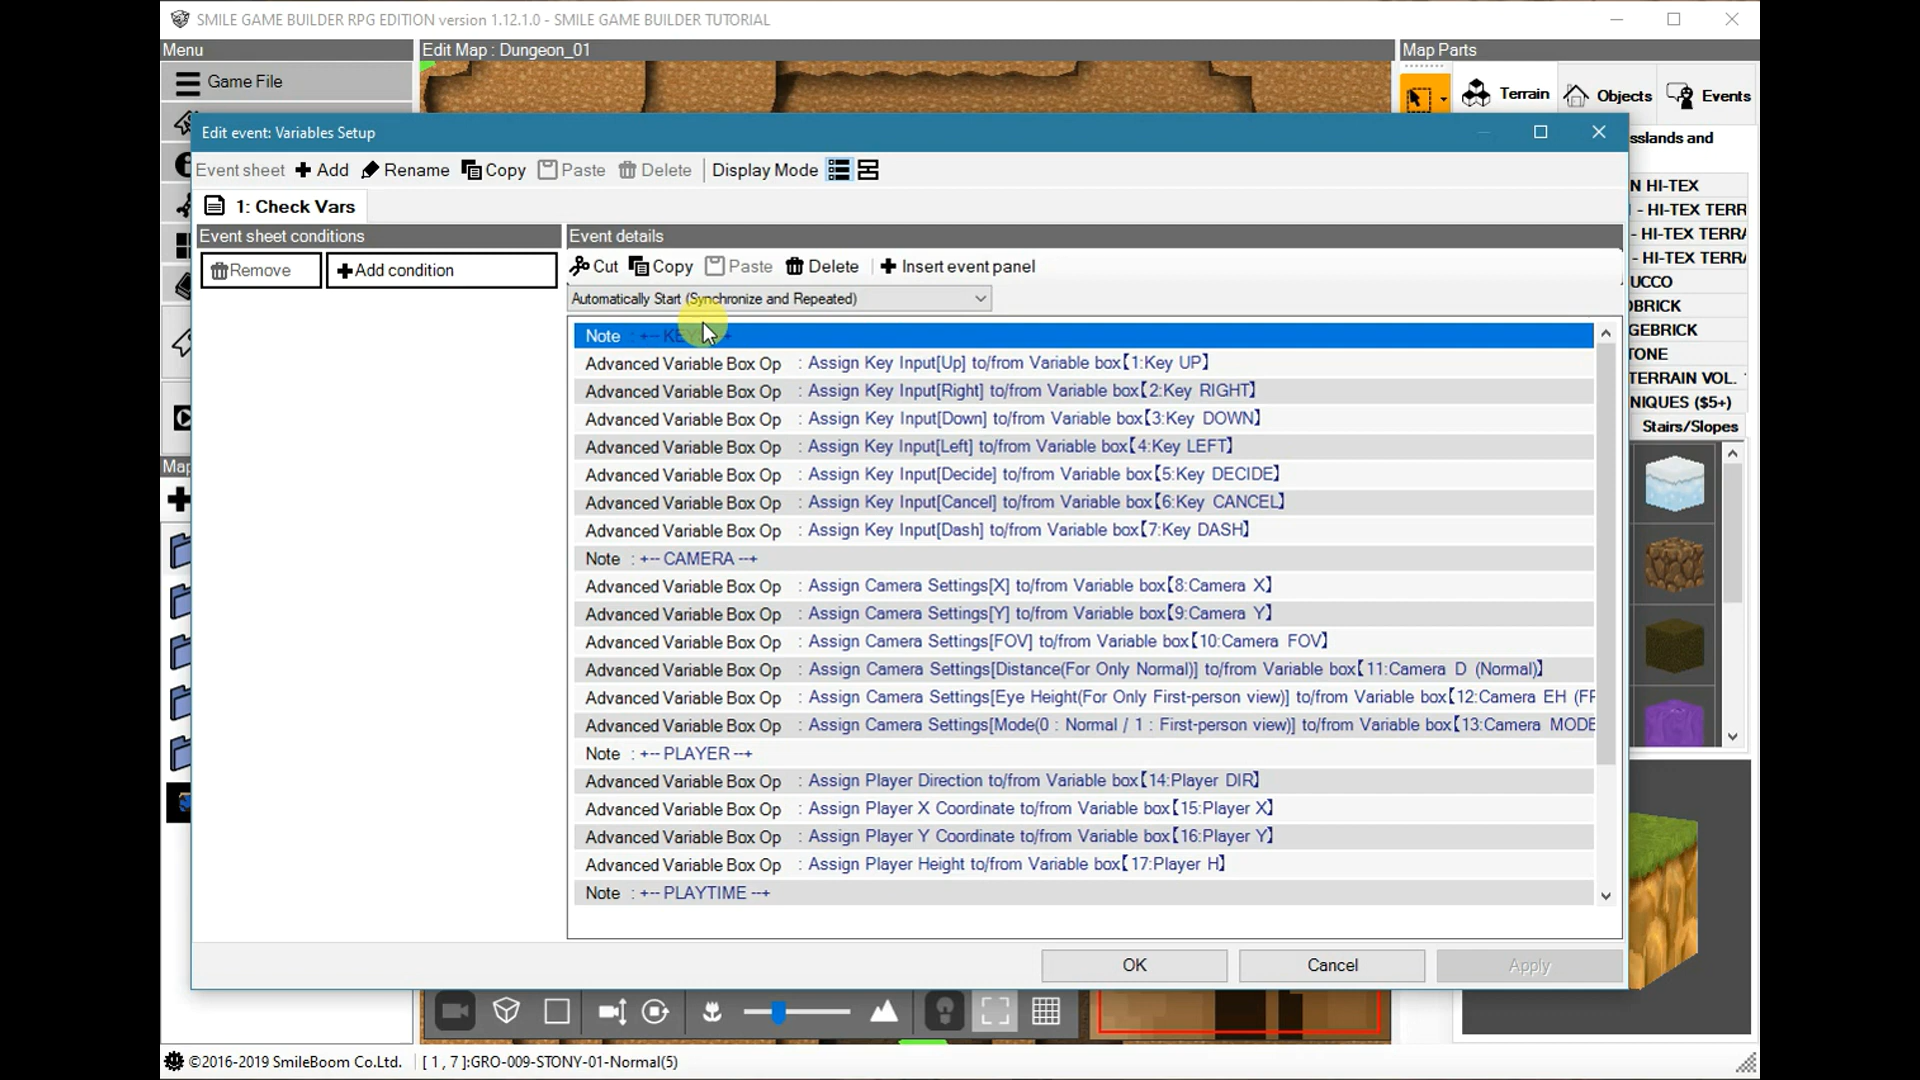 SMILE GAME BUILDER RPG EDITION version 1.12.1.0 - SMILE GAME BUILDER TUTORIAL
Menu
Edit Map : Dungeon_01
Map Parts
Game File
Terrain
Objects
Events
Edit event: Variables Setup
sslands and
Event sheet
Add
Rename
Copy
Paste
Delete
Display Mode
N HI-TEX
1: Check Vars
- HI-TEX TERR
Event sheet conditions
Event details
- HI-TEX TERRA
Remove
Add condition
Cut
Copy
Paste
Delete
Insert event panel
- HI-TEX TERRA
UCCO
Automatically Start (Synchronize and Repeated)
BRICK
GEBRICK
TONE
TERRAIN VOL.
NIQUES ($5+)
Stairs/Slopes
Note : +--
Advanced Variable Box Op : Assign Key Input[Up] to/from Variable box【1:Key UP】
Advanced Variable Box Op : Assign Key Input[Right] to/from Variable box【2:Key RIGHT】
Advanced Variable Box Op : Assign Key Input[Down] to/from Variable box【3:Key DOWN】
Advanced Variable Box Op : Assign Key Input[Left] to/from Variable box【4:Key LEFT】
Advanced Variable Box Op : Assign Key Input[Decide] to/from Variable box【5:Key DECIDE】
Advanced Variable Box Op : Assign Key Input[Cancel] to/from Variable box【6:Key CANCEL】
Advanced Variable Box Op : Assign Key Input[Dash] to/from Variable box【7:Key DASH】
Note : +-- CAMERA --+
Advanced Variable Box Op : Assign Camera Settings[X] to/from Variable box【8:Camera X】
Advanced Variable Box Op : Assign Camera Settings[Y] to/from Variable box【9:Camera Y】
Advanced Variable Box Op : Assign Camera Settings[FOV] to/from Variable box【10:Camera FOV】
Advanced Variable Box Op : Assign Camera Settings[Distance(For Only Normal)] to/from Variable box【11:Camera D (Normal)】
Advanced Variable Box Op : Assign Camera Settings[Eye Height(For Only First-person view)] to/from Variable box【12:Camera EH (FF
Advanced Variable Box Op : Assign Camera Settings[Mode(0 : Normal / 1 : First-person view)] to/from Variable box【13:Camera MODE
Note : +-- PLAYER --+
Advanced Variable Box Op : Assign Player Direction to/from Variable box【14:Player DIR】
Advanced Variable Box Op : Assign Player X Coordinate to/from Variable box【15:Player X】
Advanced Variable Box Op : Assign Player Y Coordinate to/from Variable box【16:Player Y】
Advanced Variable Box Op : Assign Player Height to/from Variable box【17:Player H】
Note : +-- PLAYTIME --+
Map
OK
Cancel
Apply
©2016-2019 SmileBoom Co.Ltd.
[ 1 , 7 ]:GRO-009-STONY-01-Normal(5)